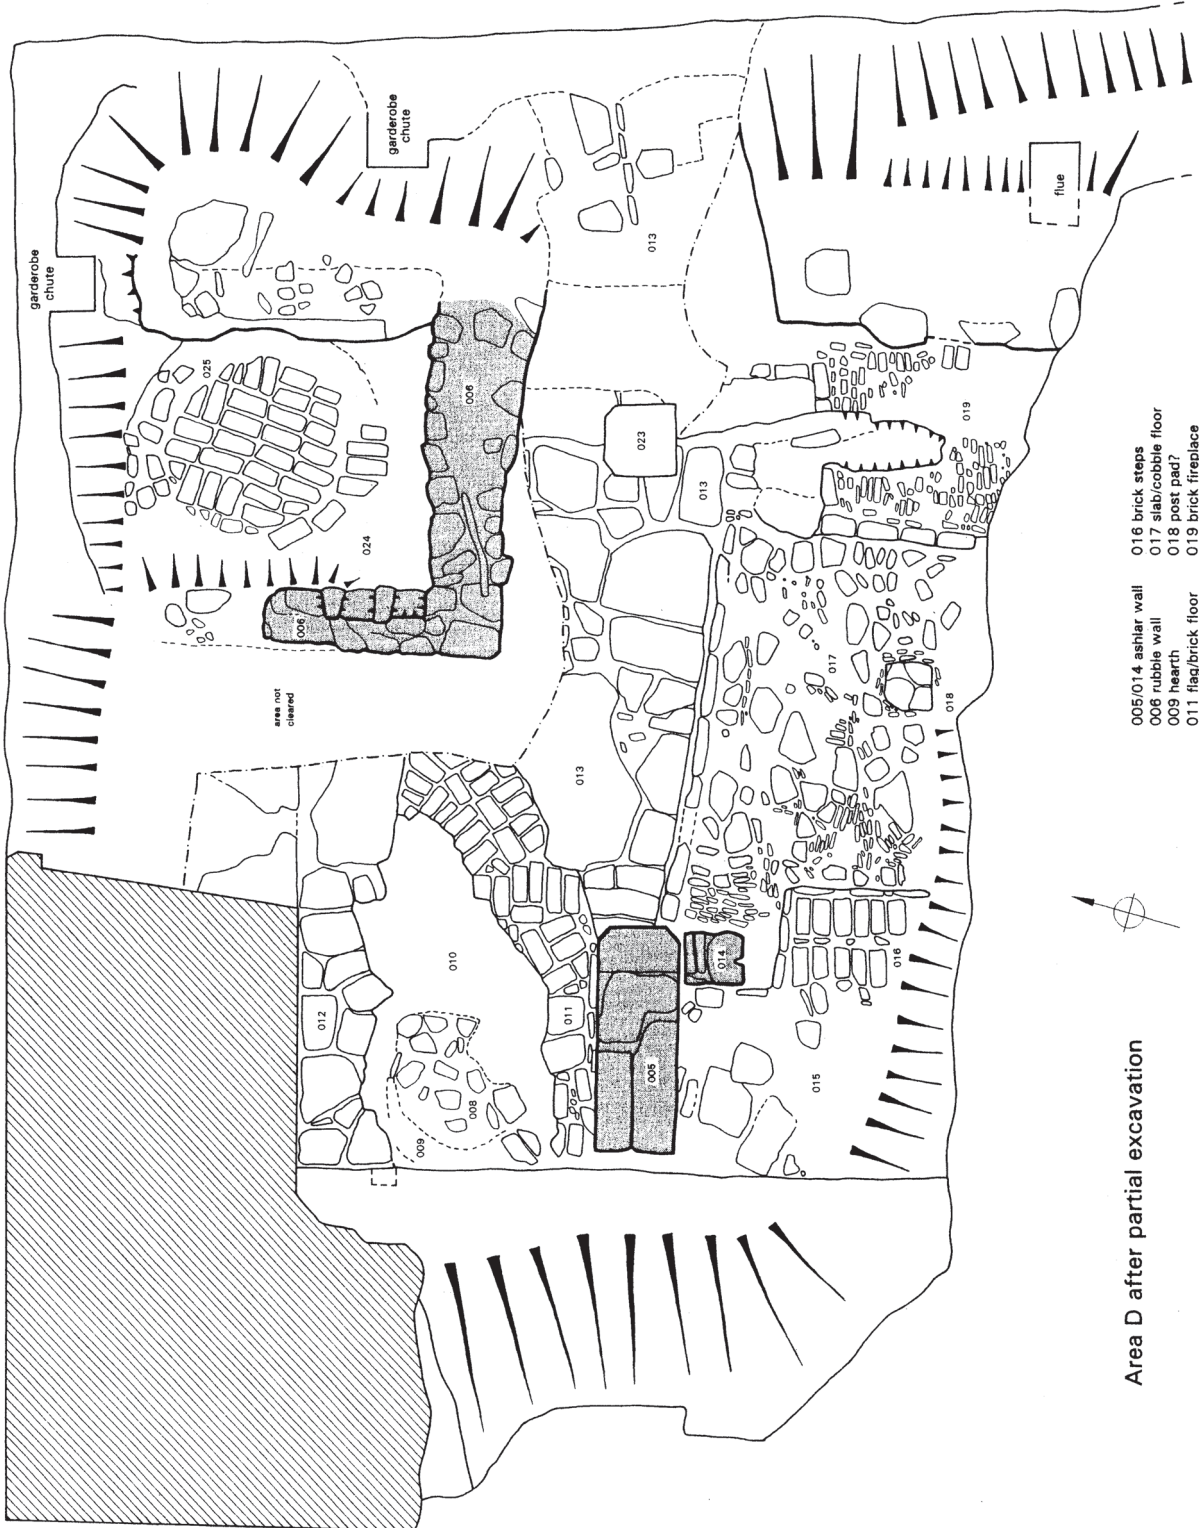 garderobe
chute
garderobe
chute
flue
013
025
006
019
023
013
024
006
017
018
area not
cleared
013
010
014
016
012
011
005
015
008
009
Area D after partial excavation
005/014 ashlar wall
006 rubble wall
009 hearth
011 flag/brick floor
016 brick steps
017 slab/cobble floor
018 post pad?
019 brick fireplace